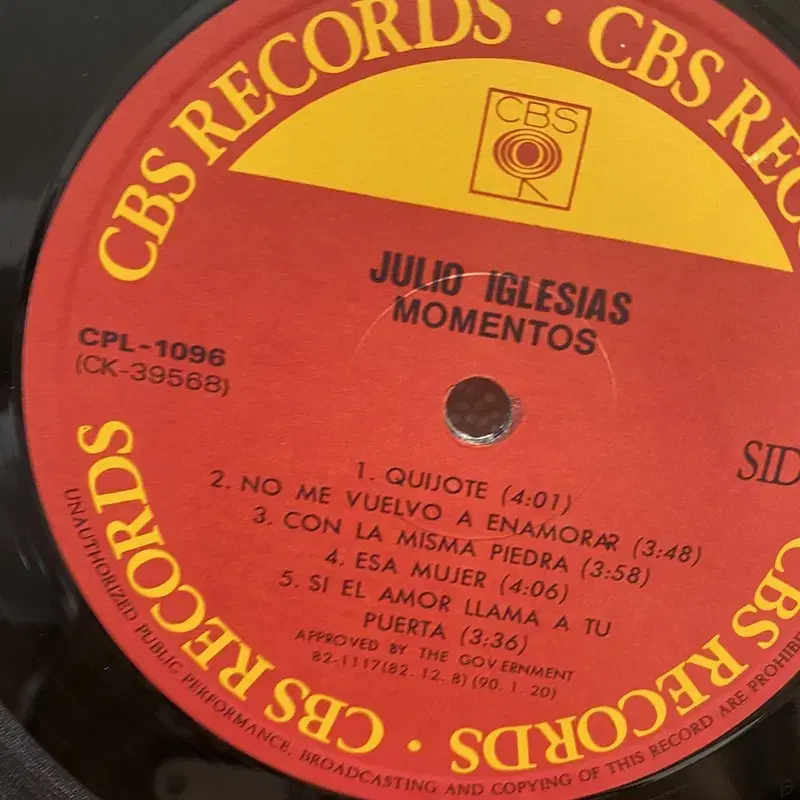 CBS RECORDS · CBS RECO
CBS
JULIO IGLESIAS
MOMENTOS
CPL-1096
(CK-39568)
SID
1. QUIJOTE (4:01)
2. NO ME VUELVO A ENAMORAR (3:48)
3. CON LA MISMA PIEDRA (3:58)
4. ESA MUJER (4:06)
5. SI EL AMOR LLAMA A TU
PUERTA (3:36)
APPROVED BY THE GOVERNMENT
82-1117(82. 12. 8)(90. 1. 20)
CBS RECORDS · CBS RECORDS
UNAUTHORIZED PUBLIC PERFORMANCE, BROADCASTING AND COPYING OF THIS RECORD ARE PROHIBI